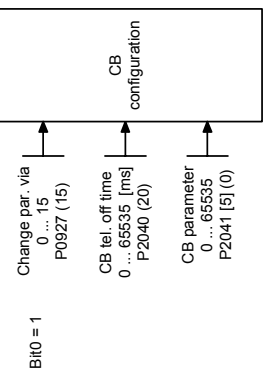 CB
configuration
Bit0 = 1
Change par. via
0 ... 15
P0927 (15)
CB tel. off time
0 ... 65535 [ms]
P2040 (20)
CB parameter
0 ... 65535
P2041 [5] (0)